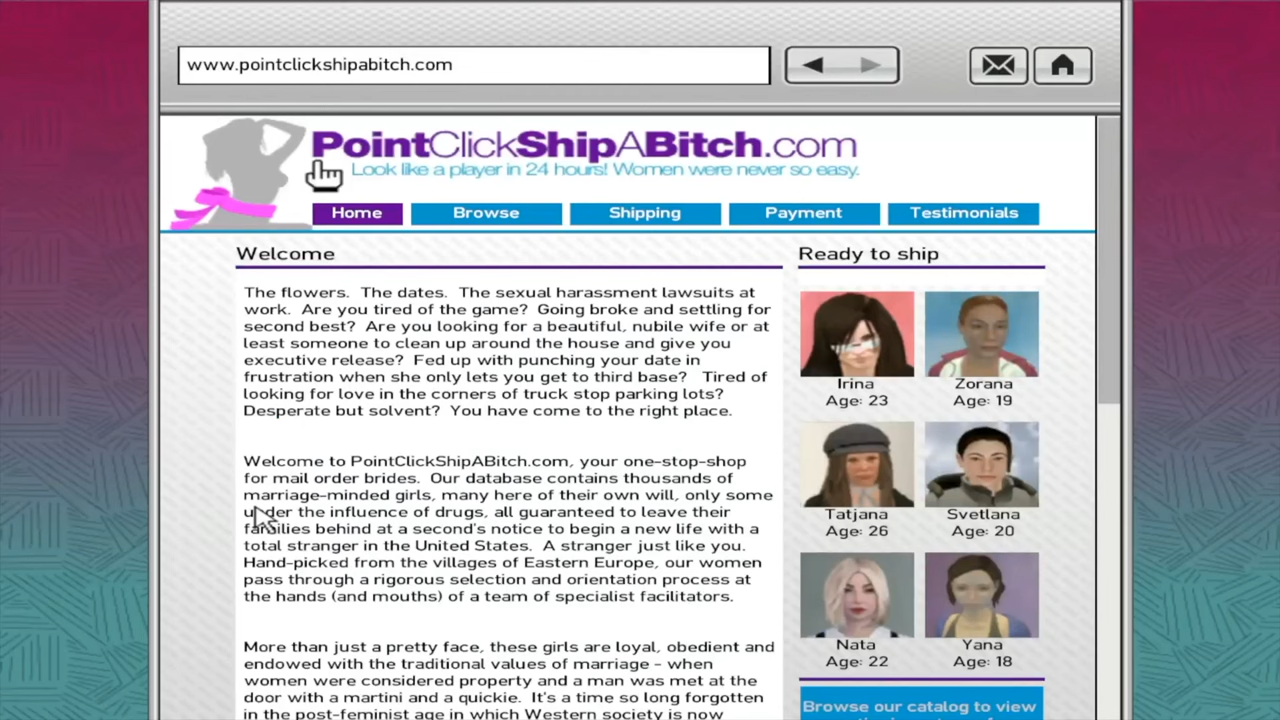 www.pointclickshipabitch.com
PointClickShipABitch.com
Look like a player in 24 hours! Women were never so easy.
Home
Browse
Shipping
Payment
Testimonials
Welcome
The flowers. The dates. The sexual harassment lawsuits at
work. Are you tired of the game? Going broke and settling for
second best? Are you looking for a beautiful, nubile wife or at
least someone to clean up around the house and give you
executive release? Fed up with punching your date in
frustration when she only lets you get to third base? Tired of
looking for love in the corners of truck stop parking lots?
Desperate but solvent? You have come to the right place.
Welcome to PointClickShipABitch.com, your one-stop-shop
for mail order brides. Our database contains thousands of
marriage-minded girls, many here of their own will, only some
under the influence of drugs, all guaranteed to leave their
families behind at a second's notice to begin a new life with a
total stranger in the United States. A stranger just like you.
Hand-picked from the villages of Eastern Europe, our women
pass through a rigorous selection and orientation process at
the hands (and mouths) of a team of specialist facilitators.
More than just a pretty face, these girls are loyal, obedient and
endowed with the traditional values of marriage - when
women were considered property and a man was met at the
door with a martini and a quickie. It's a time so long forgotten
in the post-feminist age in which Western society is now
Ready to ship
Irina
Age: 23
Zorana
Age: 19
Tatjana
Age: 26
Svetlana
Age: 20
Nata
Age: 22
Yana
Age: 18
Browse our catalog to view